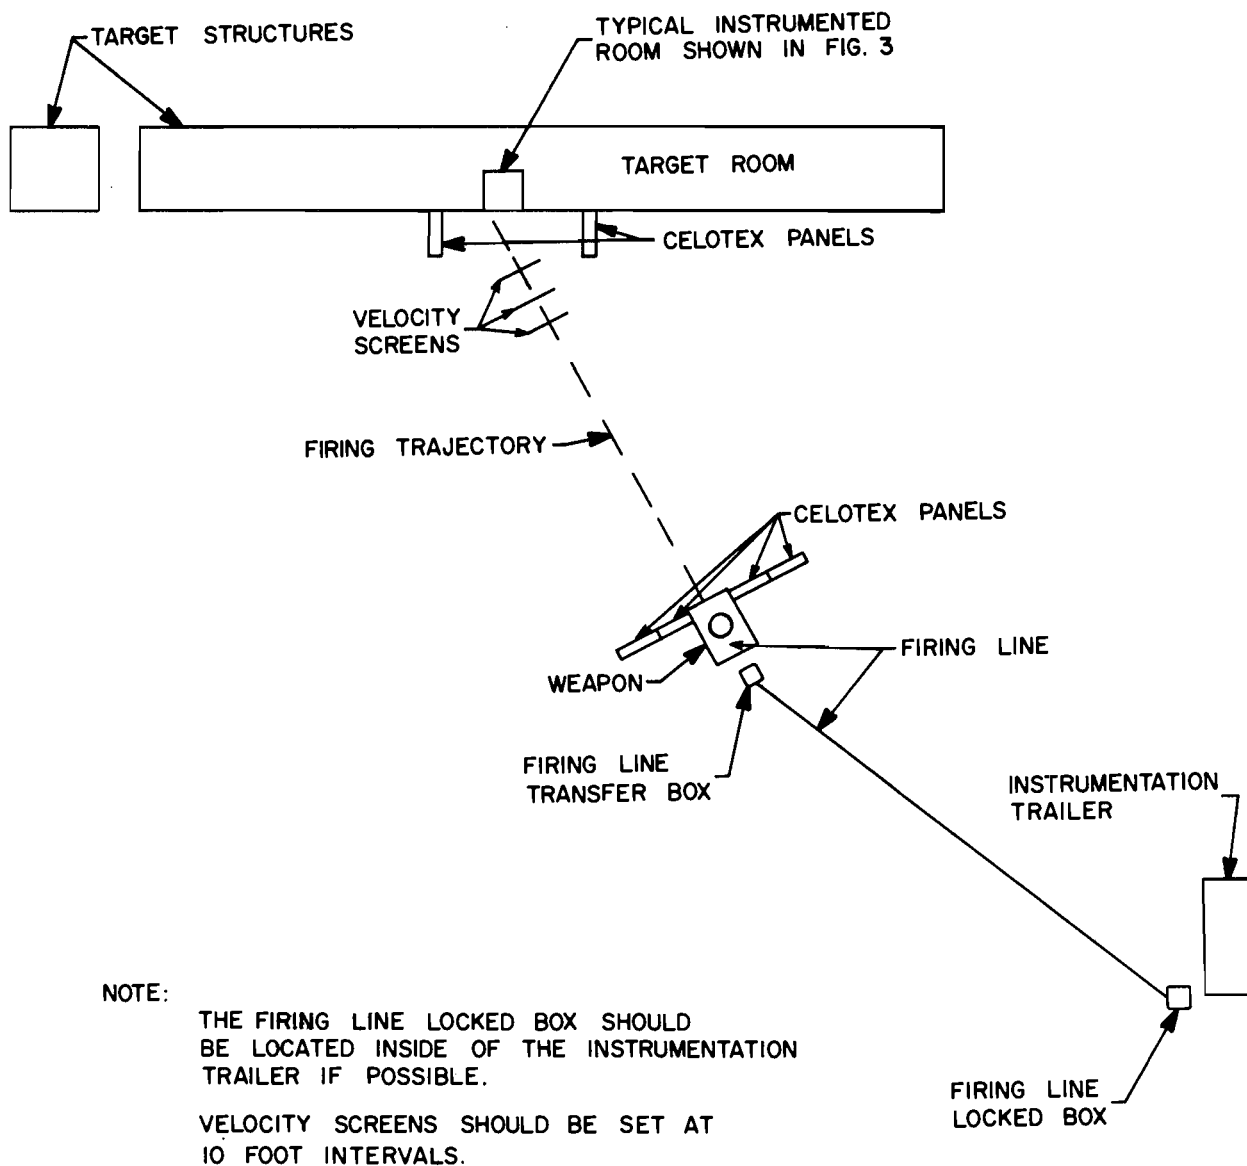 TARGET STRUCTURES
TYPICAL INSTRUMENTED
ROOM SHOWN IN FIG. 3
TARGET ROOM
CELOTEX PANELS
VELOCITY
SCREENS
FIRING TRAJECTORY
CELOTEX PANELS
FIRING LINE
WEAPON
FIRING LINE
TRANSFER BOX
INSTRUMENTATION
TRAILER
NOTE:
THE FIRING LINE LOCKED BOX SHOULD
BE LOCATED INSIDE OF THE INSTRUMENTATION
TRAILER IF POSSIBLE.
VELOCITY SCREENS SHOULD BE SET AT
10 FOOT INTERVALS.
FIRING LINE
LOCKED BOX